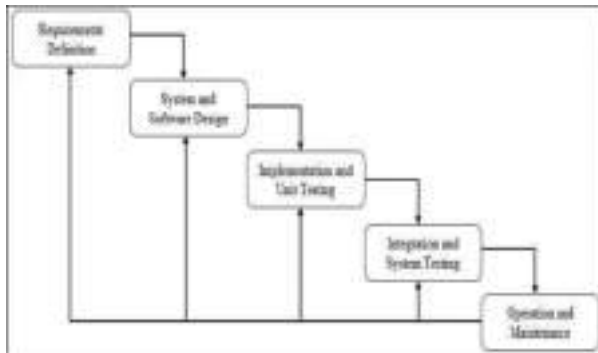 Requirements
Definition
System and
Software Design
Implementation and
Unit Testing
Integration and
System Testing
Operation and
Maintenance